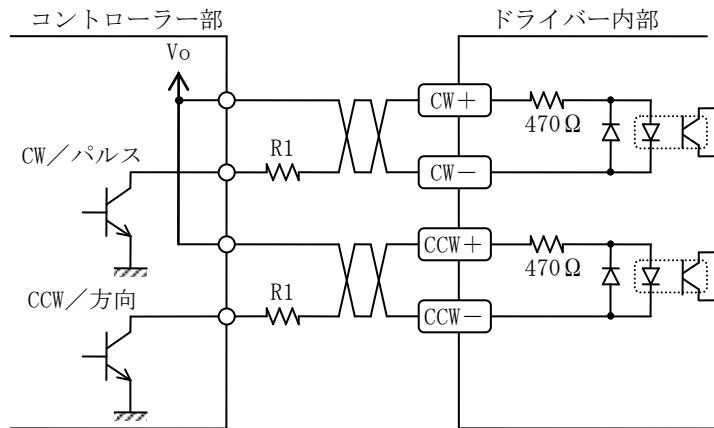 コントローラー部
ドライバー内部
Vo
CW+
470Ω
CW/パルス
R1
CW-
CCW+
470Ω
CCW/方向
R1
CCW-